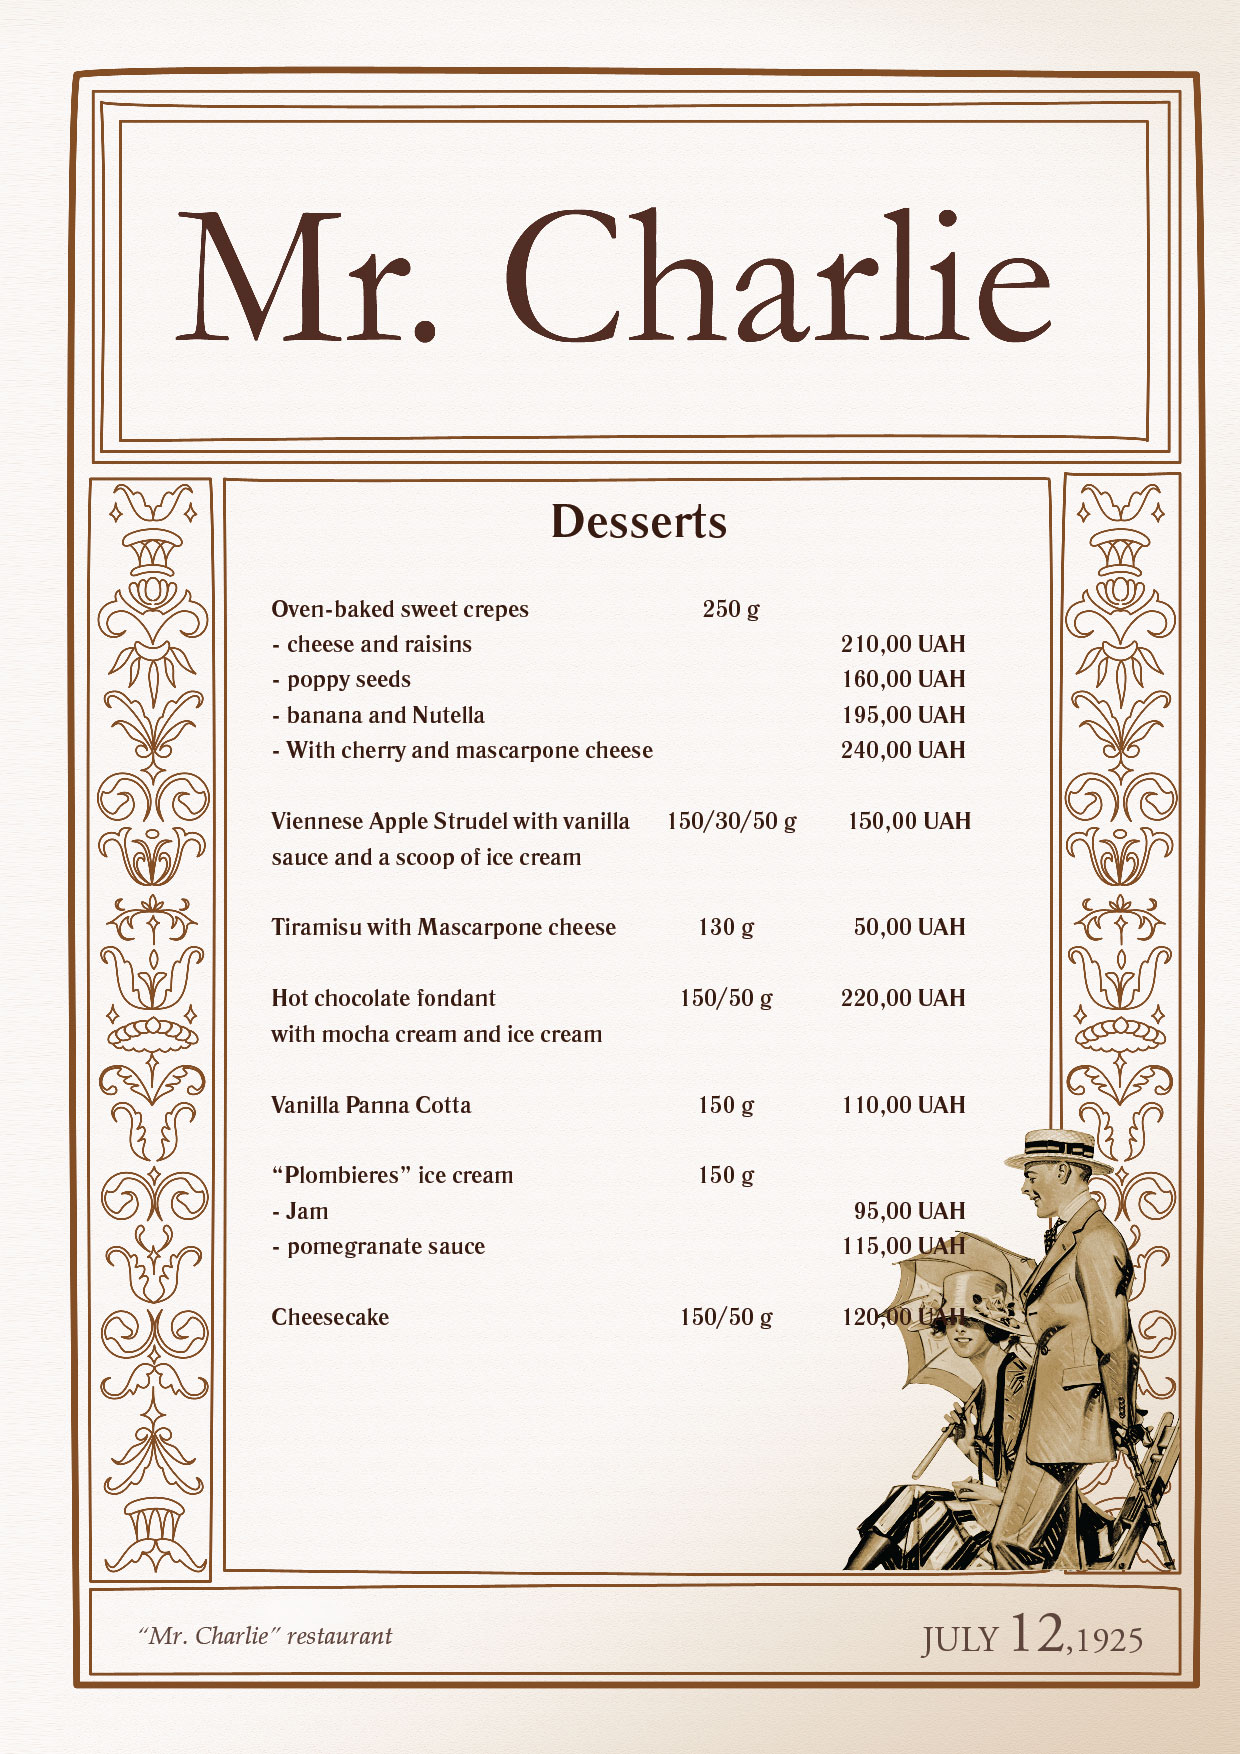 Mr. Charlie
Desserts
Oven-baked sweet crepes 250 g
- cheese and raisins 210,00 UAH
- poppy seeds 160,00 UAH
- banana and Nutella 195,00 UAH
- With cherry and mascarpone cheese 240,00 UAH
Viennese Apple Strudel with vanilla 150/30/50 g 150,00 UAH
sauce and a scoop of ice cream
Tiramisu with Mascarpone cheese 130 g 50,00 UAH
Hot chocolate fondant 150/50 g 220,00 UAH
with mocha cream and ice cream
Vanilla Panna Cotta 150 g 110,00 UAH
“Plombieres” ice cream 150 g
- Jam 95,00 UAH
- pomegranate sauce 115,00 UAH
Cheesecake 150/50 g 120,00 UAH
“Mr. Charlie” restaurant
JULY 12,1925